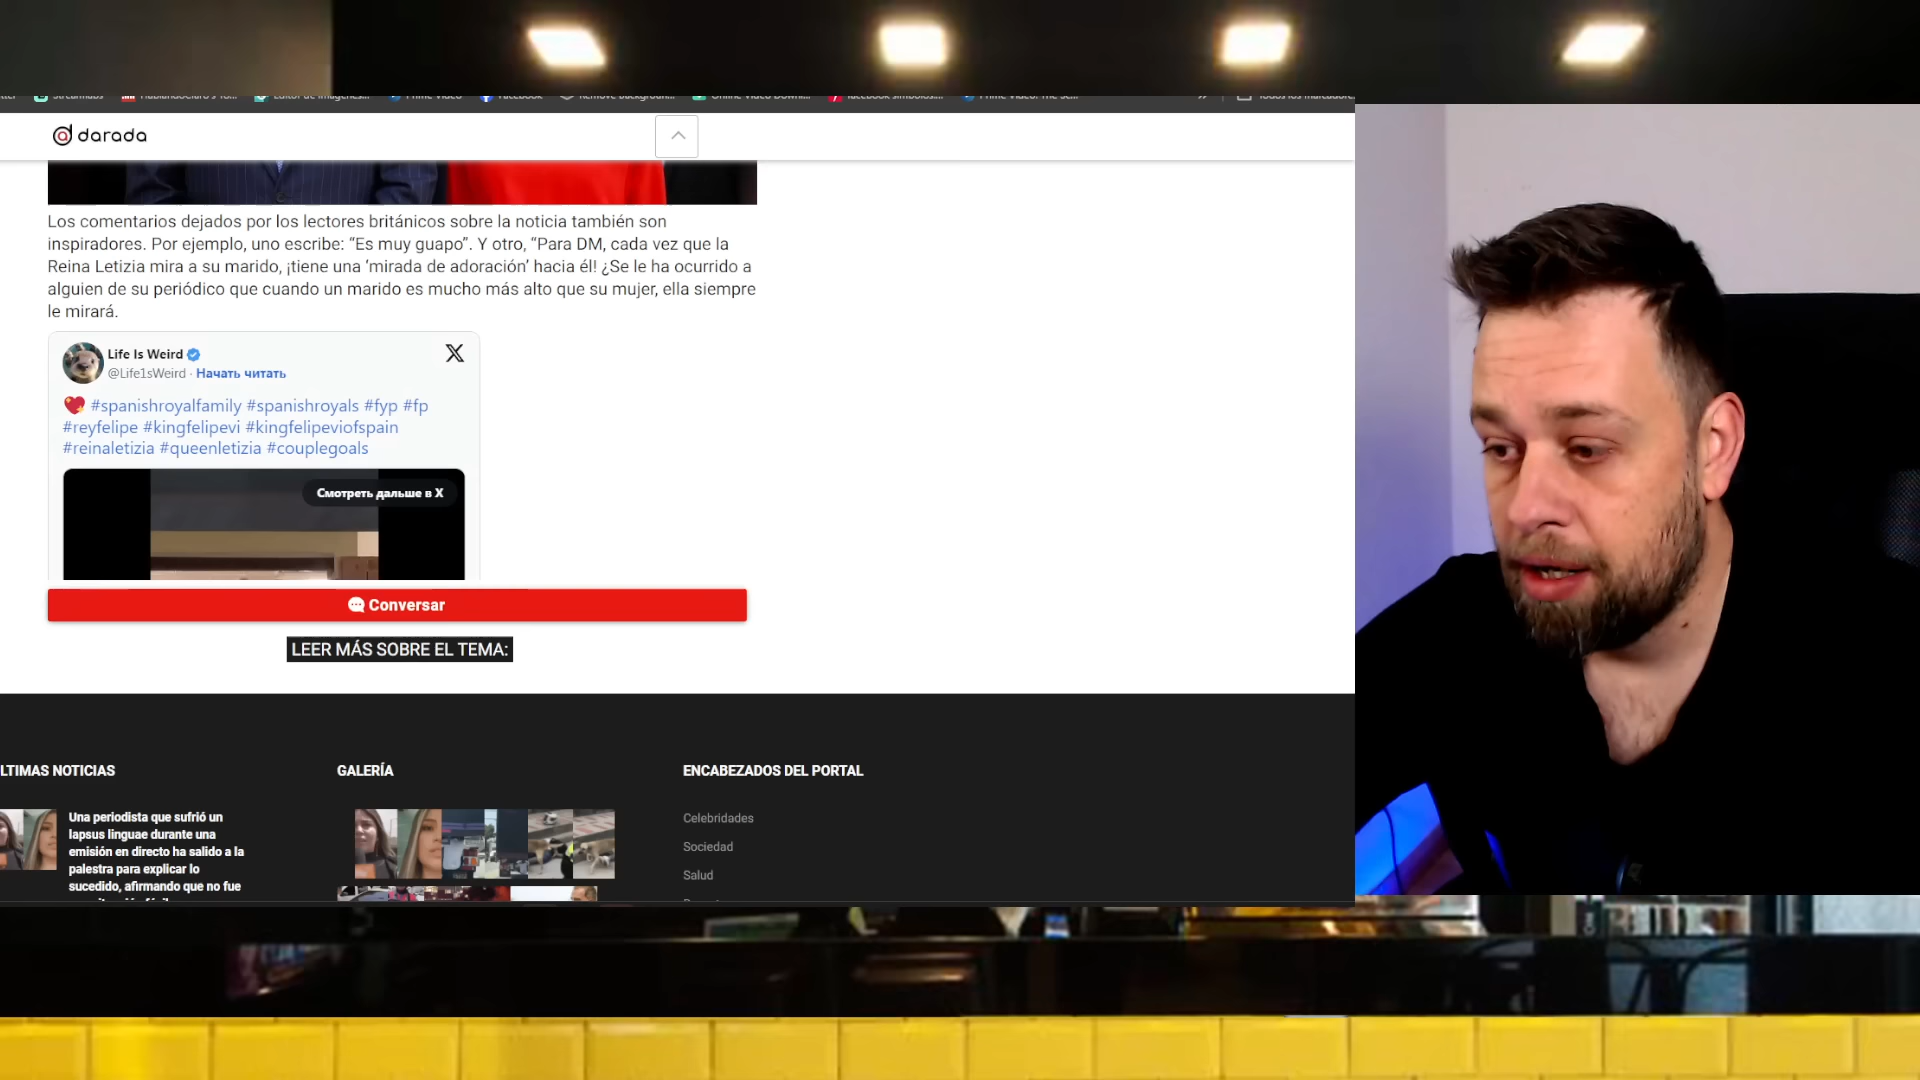 Prime Video
Facebook
darada
Los comentarios dejados por los lectores británicos sobre la noticia también son
inspiradores. Por ejemplo, uno escribe: “Es muy guapo”. Y otro, “Para DM, cada vez que la
Reina Letizia mira a su marido, ¡tiene una ‘mirada de adoración’ hacia él! ¿Se le ha ocurrido a
alguien de su periódico que cuando un marido es mucho más alto que su mujer, ella siempre
le mirará.
Life Is Weird
@Life1sWeird · Начать читать
#spanishroyalfamily #spanishroyals #fyp #fp
#reyfelipe #kingfelipevi #kingfelipeviofspain
#reinaletizia #queenletizia #couplegoals
Смотреть дальше в X
Conversar
LEER MÁS SOBRE EL TEMA:
LTIMAS NOTICIAS
Una periodista que sufrió un
lapsus linguae durante una
emisión en directo ha salido a la
palestra para explicar lo
sucedido, afirmando que no fue
GALERÍA
ENCABEZADOS DEL PORTAL
Celebridades
Sociedad
Salud